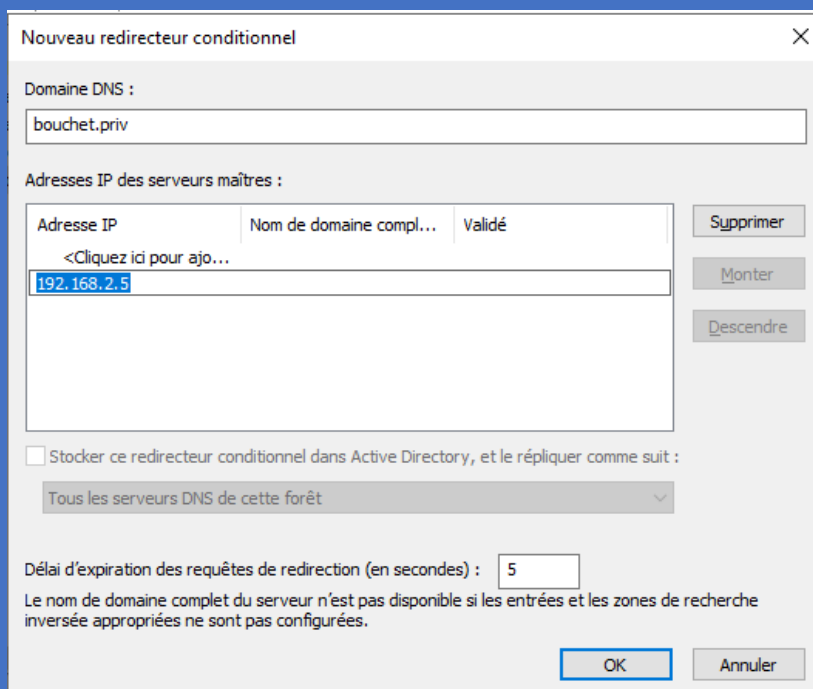 Nouveau redirecteur conditionnel
Domaine DNS :
bouchet.priv
Adresses IP des serveurs maîtres :
Adresse IP
Nom de domaine compl...
Validé
<Cliquez ici pour ajo...
192.168.2.5
Supprimer
Monter
Descendre
Stocker ce redirecteur conditionnel dans Active Directory, et le répliquer comme suit :
Tous les serveurs DNS de cette forêt
Délai d'expiration des requêtes de redirection (en secondes) :
5
Le nom de domaine complet du serveur n'est pas disponible si les entrées et les zones de recherche
inversée appropriées ne sont pas configurées.
OK
Annuler